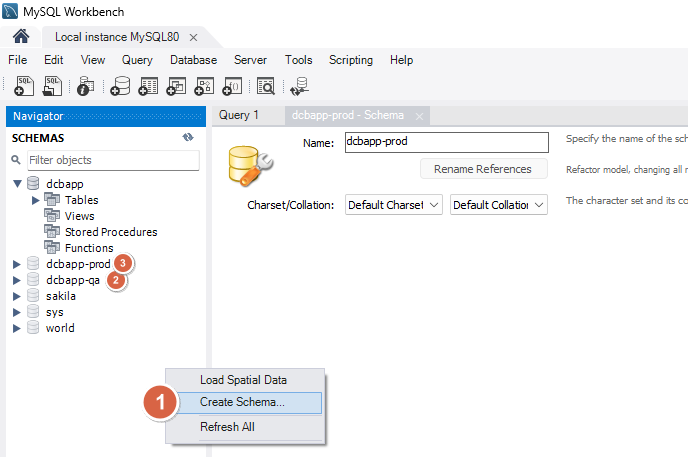 MySQL Workbench
Local instance MySQL80 ×
File Edit View Query Database Server Tools Scripting Help
Navigator
SCHEMAS
Filter objects
dcbapp
Tables
Views
Stored Procedures
Functions
dcbapp-prod 3
dcbapp-qa 2
sakila
sys
world
Query 1 dcbapp-prod - Schema ×
Name: dcbapp-prod Specify the name of the
Rename References Refactor model, changing all
Charset/Collation: Default Charset Default The character set and its
Load Spatial Data
1 Create Schema...
Refresh All